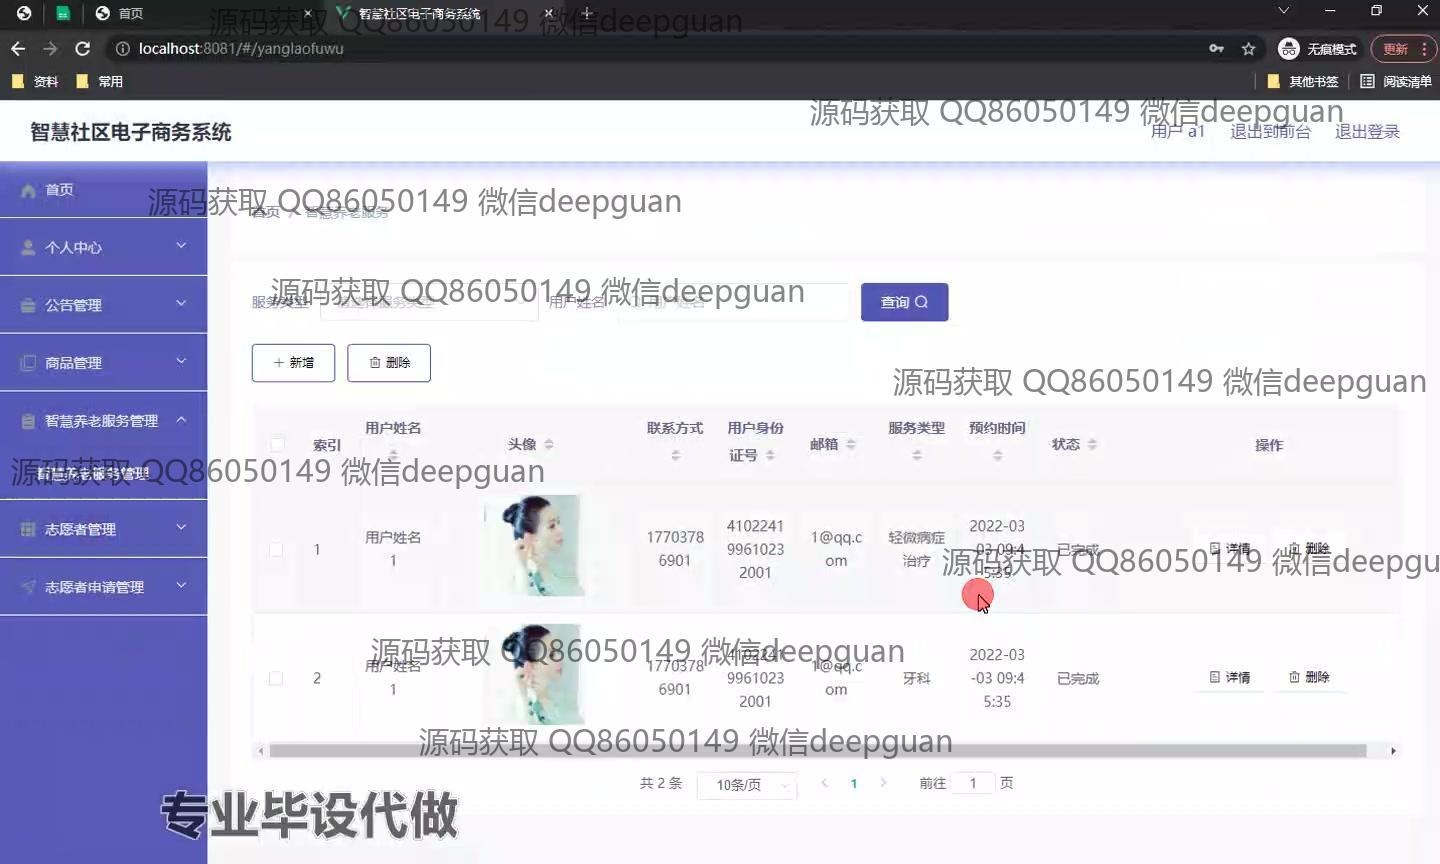 首页
智慧社区电子商务系统
源码获取 QQ86050149 微信deepguan
localhost:8081/#/yanglaofuwu
无痕模式
更新
资料
常用
其他书签
阅读清单
源码获取 QQ86050149 微信deepguan
智慧社区电子商务系统
用户 a1
退出到前台
退出登录
首页
源码获取 QQ86050149 微信deepguan
首页 / 智慧养老服务
个人中心
源码获取 QQ86050149 微信deepguan
服务类型
用户姓名
查询
公告管理
新增
删除
商品管理
源码获取 QQ86050149 微信deepguan
智慧养老服务管理
索引
用户姓名
头像
联系方式
用户身份
证号
邮箱
服务类型
预约时间
状态
操作
源码获取 QQ86050149 微信deepguan
智慧养老服务管理
志愿者管理
志愿者申请管理
1
用户姓名
1
1770378
6901
4102241
9961023
2001
1@qq.c
om
轻微病症
治疗
2022-03
-03 09:4
5:39
已完成
详情
删除
源码获取 QQ86050149 微信deepgu
2
用户姓名
1
1770378
6901
4102241
9961023
2001
1@qq.c
om
牙科
2022-03
-03 09:4
5:35
已完成
详情
删除
源码获取 QQ86050149 微信deepguan
源码获取 QQ86050149 微信deepguan
共 2 条
10条/页
1
前往
1
页
专业毕设代做